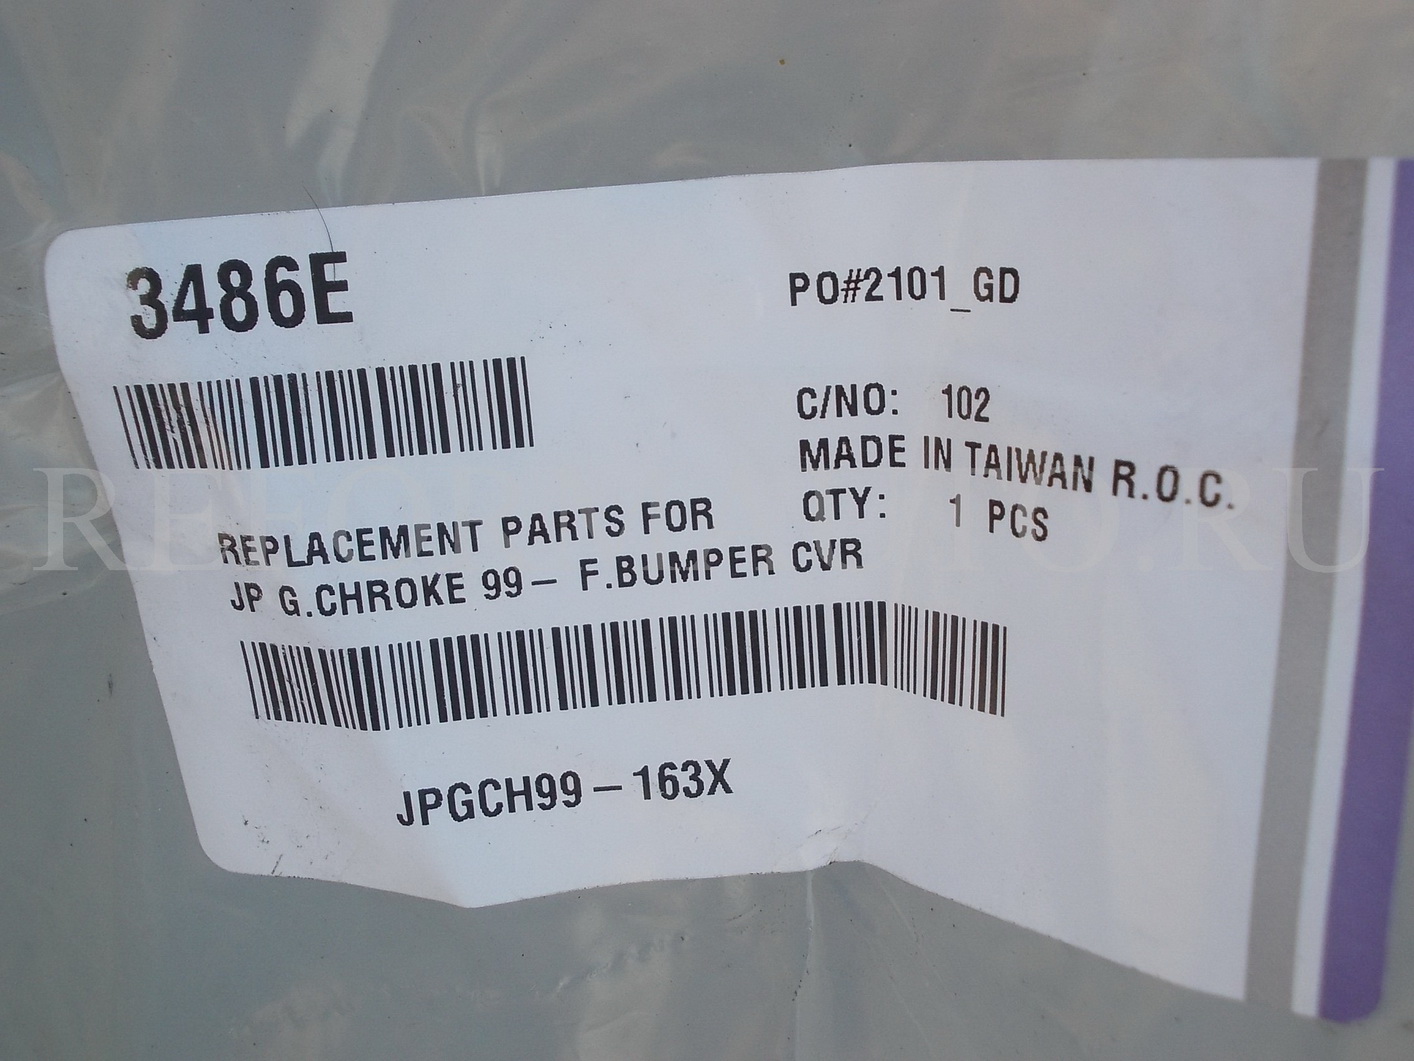 3486E
PO#2101_GD
C/NO: 102
MADE IN TAIWAN R.O.C.
QTY: 1 PCS
REPLACEMENT PARTS FOR
JP G.CHROKE 99- F.BUMPER CVR
JPGCH99-163X